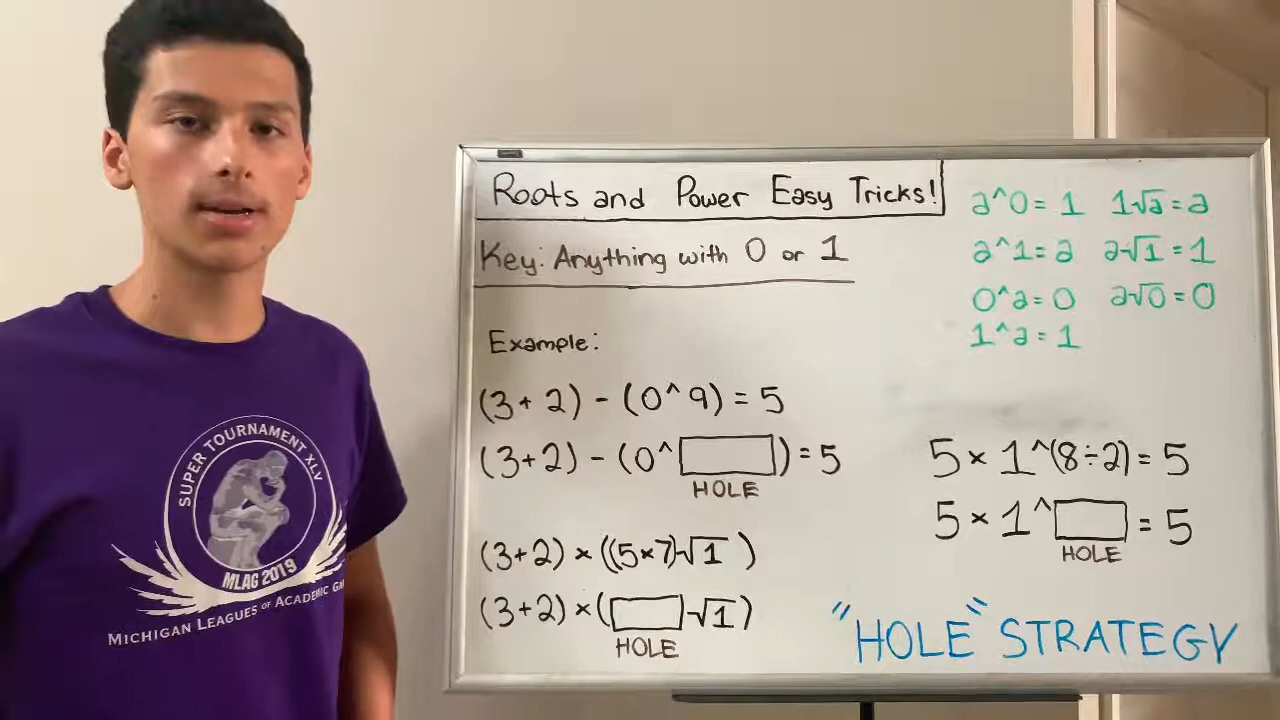 Roots and Power Easy Tricks!
Key: Anything with 0 or 1
a^0 = 1 1√a = a
a^1 = a a√1 = 1
0^a = 0 a√0 = 0
1^a = 1
Example:
(3 + 2) - (0^9) = 5
(3+2) - (0^ ) = 5
HOLE
(3+2) × ((5×7)√1 )
(3+2) × ( √1)
HOLE
5 × 1^(8÷2) = 5
5 × 1^ = 5
HOLE
"HOLE" STRATEGY
SUPER TOURNAMENT XLV
MLAG 2019
MICHIGAN LEAGUES OF ACADEMIC GA